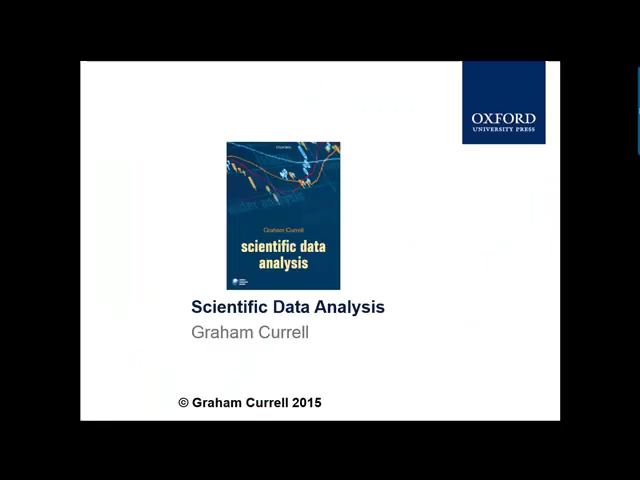 OXFORD
UNIVERSITY PRESS
Graham Currell
scientific data
analysis
Scientific Data Analysis
Graham Currell
© Graham Currell 2015